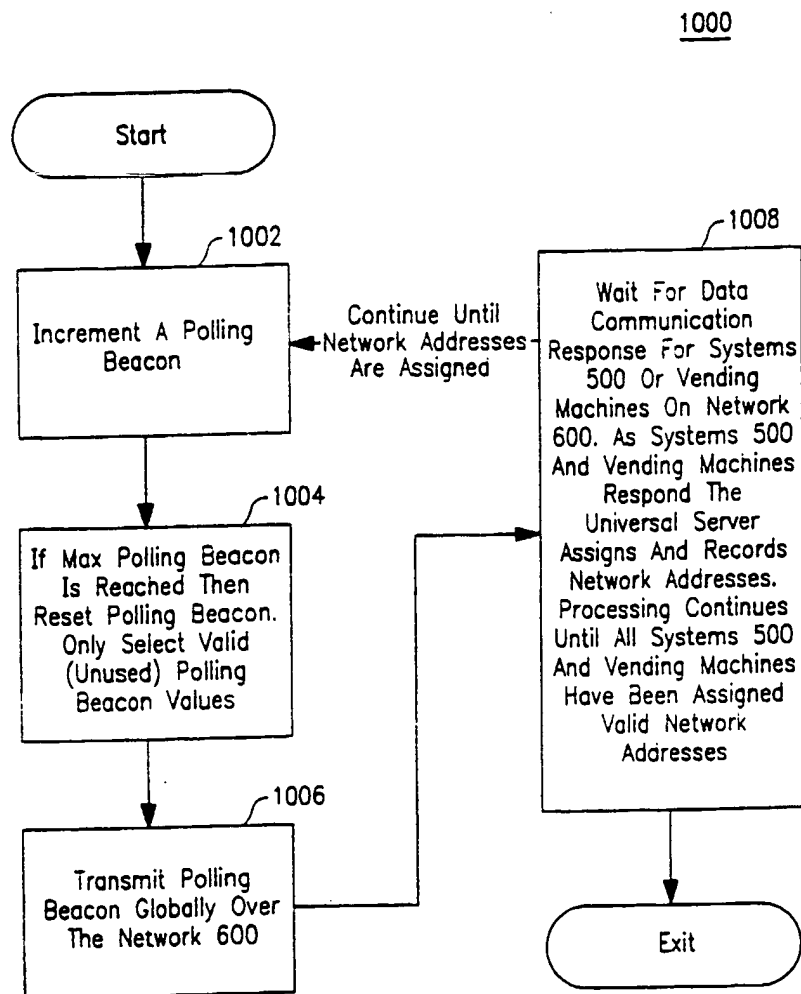 1000
Start
1002
Increment A Polling
Beacon
1004
If Max Polling Beacon
Is Reached Then
Reset Polling Beacon.
Only Select Valid
(Unused) Polling
Beacon Values
1006
Transmit Polling
Beacon Globally Over
The Network 600
Continue Until
Network Addresses
Are Assigned
1008
Wait For Data
Communication
Response For Systems
500 Or Vending
Machines On Network
600. As Systems 500
And Vending Machines
Respond The
Universal Server
Assigns And Records
Network Addresses.
Processing Continues
Until All Systems 500
And Vending Machines
Have Been Assigned
Valid Network
Addresses
Exit